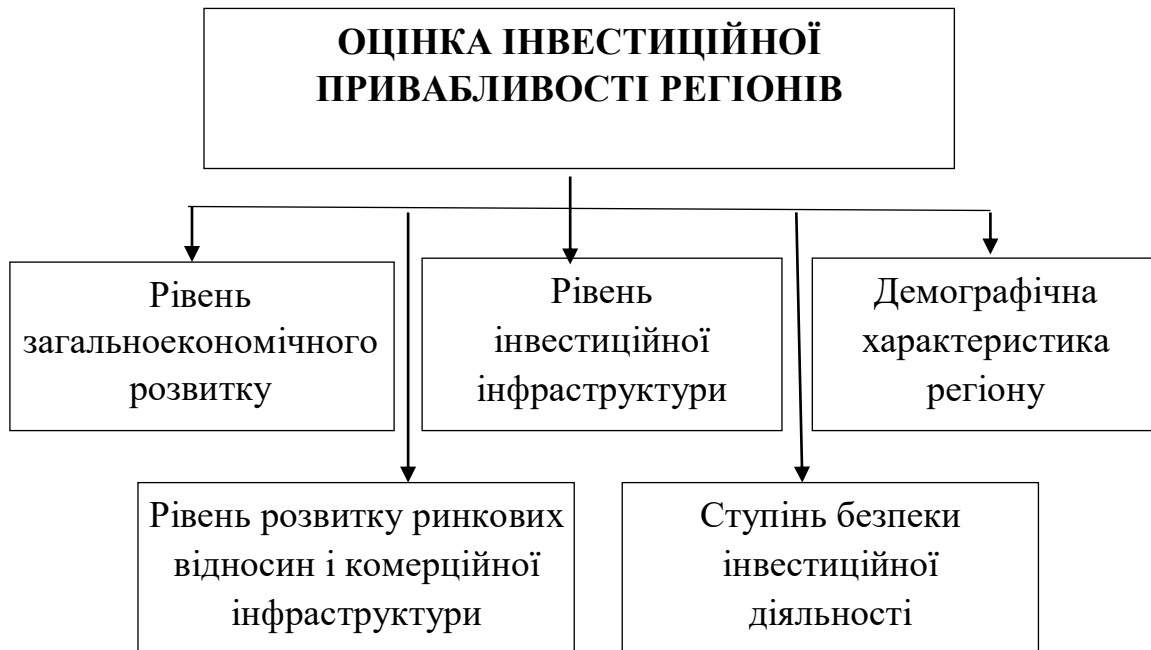 ОЦІНКА ІНВЕСТИЦІЙНОЇ
ПРИВАБЛИВОСТІ РЕГІОНІВ
Рівень
загальноекономічного
розвитку
Рівень
інвестиційної
інфраструктури
Демографічна
характеристика
регіону
Рівень розвитку ринкових
відносин і комерційної
інфраструктури
Ступінь безпеки
інвестиційної
діяльності